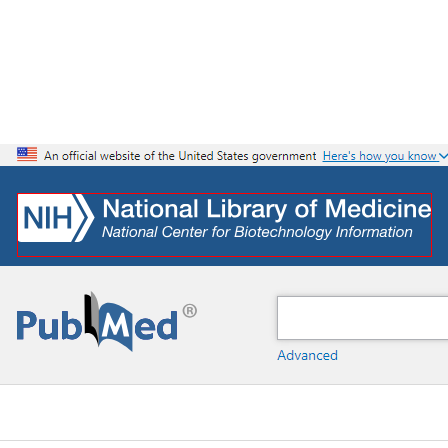 An official website of the United States government Here's how you know
NIH National Library of Medicine
National Center for Biotechnology Information
PubMed®
Advanced